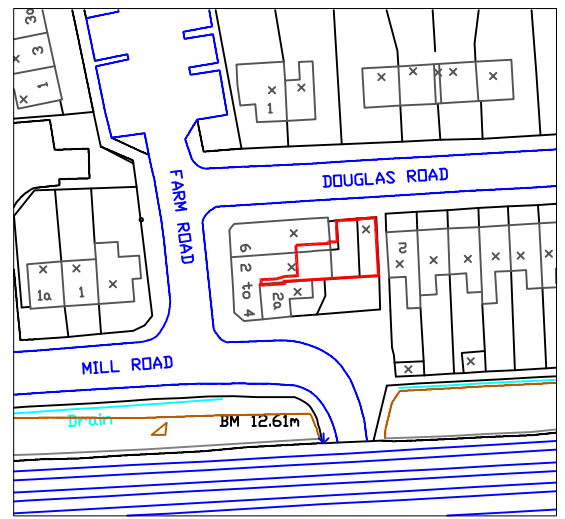 3a
3
1
1
DOUGLAS ROAD
FARM ROAD
6
2 to 4
2a
2
1a
1
MILL ROAD
Drain
BM 12.61m